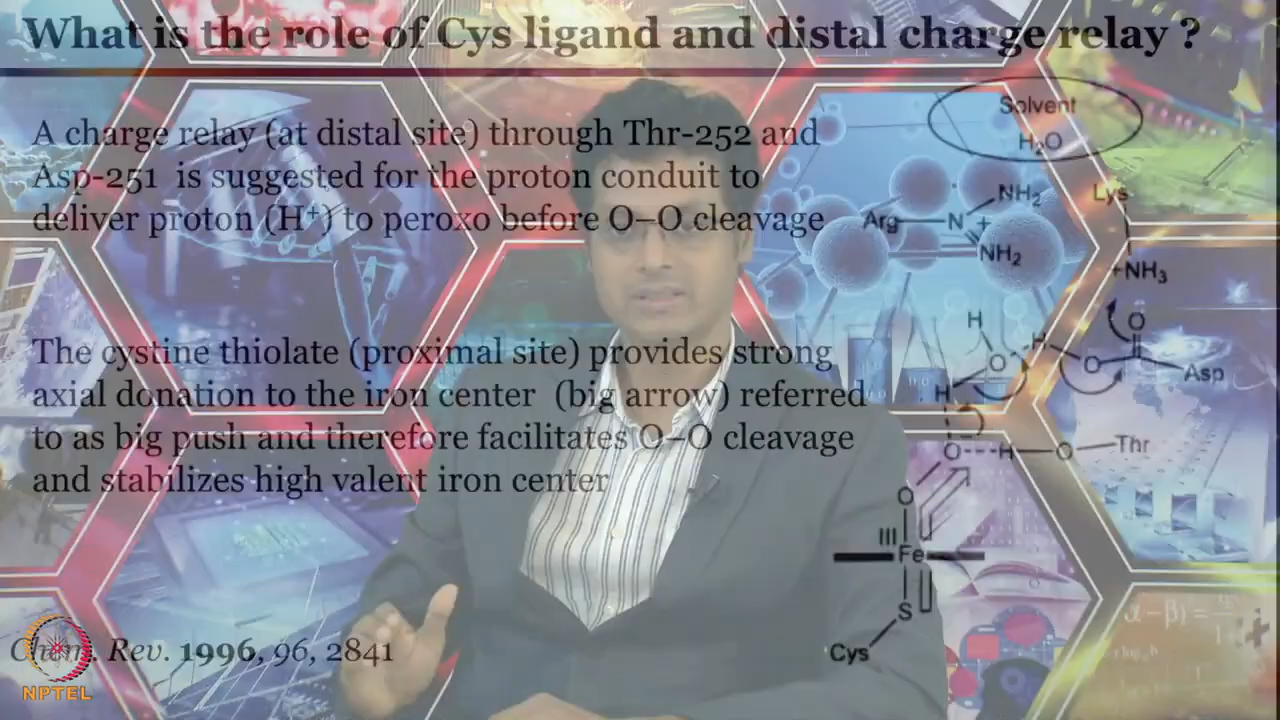 What is the role of Cys ligand and distal charge relay ?
A charge relay (at distal site) through Thr-252 and
Asp-251 is suggested for the proton conduit to
deliver proton (H⁺) to peroxo before O–O cleavage
The cystine thiolate (proximal site) provides strong
axial donation to the iron center (big arrow) referred
to as big push and therefore facilitates O–O cleavage
and stabilizes high valent iron center
Chem. Rev. 1996, 96, 2841
NPTEL
Solvent
H₂O
Lys
NH₂
Arg
N
+
NH₂
+NH₃
H
O
H
O
O
Asp
H
O
H
O
Thr
O
III
Fe
S
Cys
α – β) =